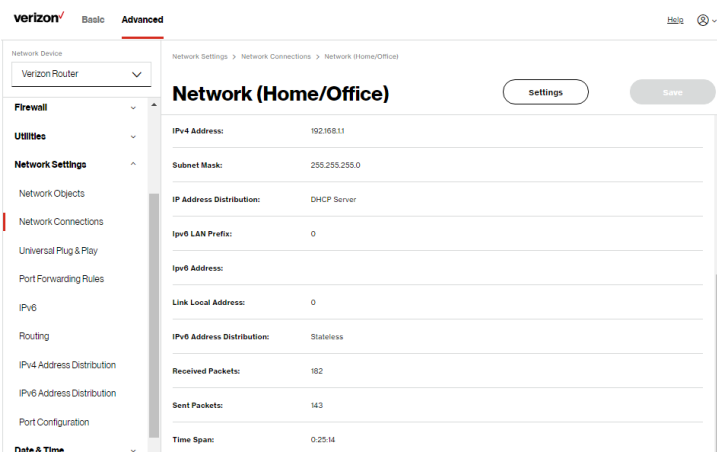 verizon✓ Basic Advanced Help
Network Device
Verizon Router
Firewall
Utilities
Network Settings
Network Objects
Network Connections
Universal Plug & Play
Port Forwarding Rules
IPv6
Routing
IPv4 Address Distribution
IPv6 Address Distribution
Port Configuration
Date & Time
Network Settings > Network Connections > Network (Home/Office)
Network (Home/Office) Settings Save
IPv4 Address: 192.168.1.1
Subnet Mask: 255.255.255.0
IP Address Distribution: DHCP Server
Ipv6 LAN Prefix: 0
Ipv6 Address:
Link Local Address: 0
IPv6 Address Distribution: Stateless
Received Packets: 182
Sent Packets: 143
Time Span: 0:25:14